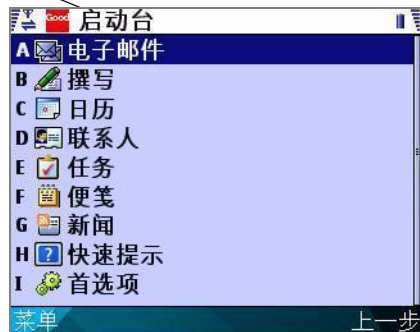 Good 启动台
A 电子邮件
B 撰写
C 日历
D 联系人
E 任务
F 便笺
G 新闻
H ? 快速提示
I 首选项
菜单 上一步